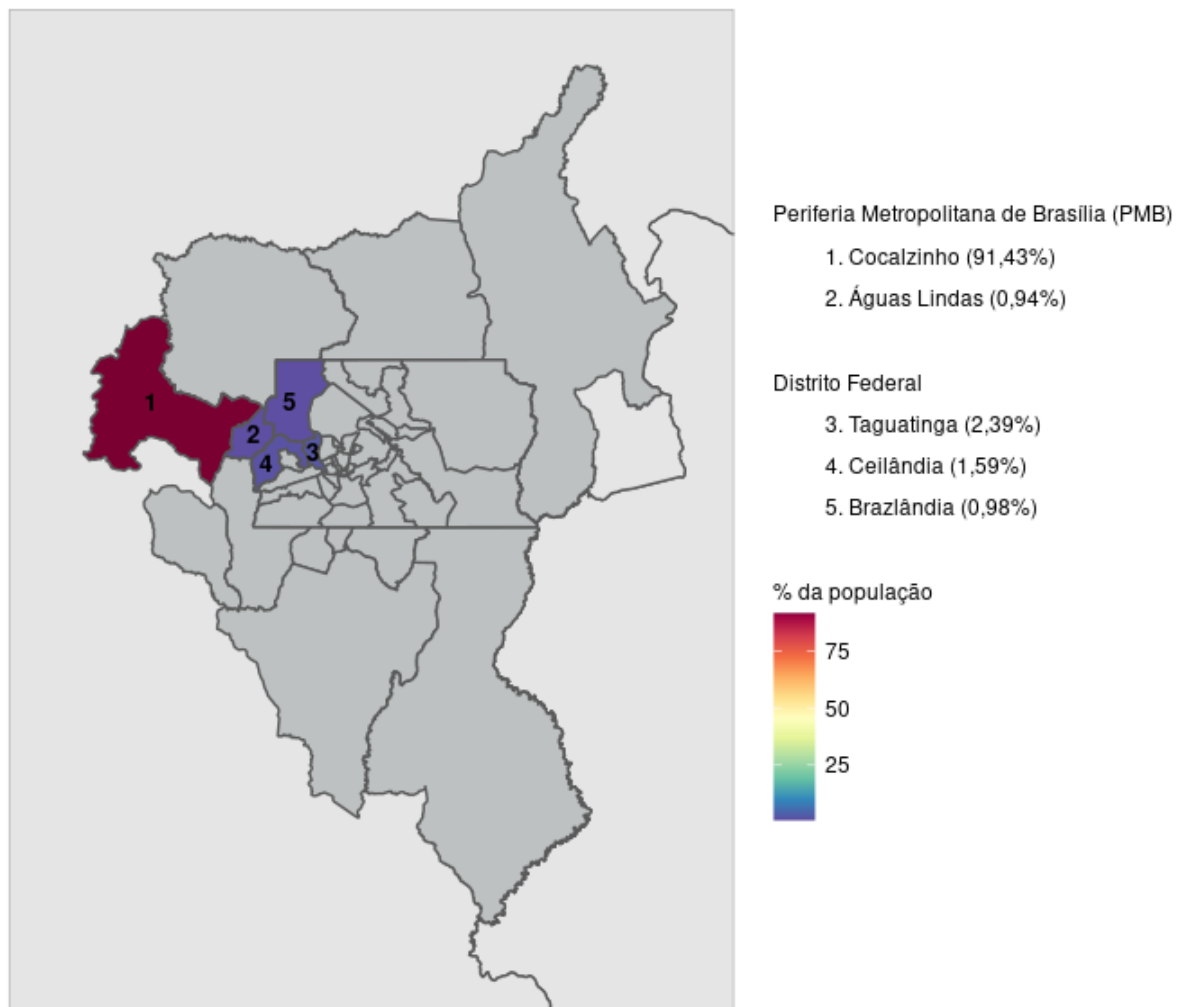 1
5
2
3
4
Periferia Metropolitana de Brasília (PMB)
1. Cocalzinho (91,43%)
2. Águas Lindas (0,94%)
Distrito Federal
3. Taguatinga (2,39%)
4. Ceilândia (1,59%)
5. Brazlândia (0,98%)
% da população
75
50
25